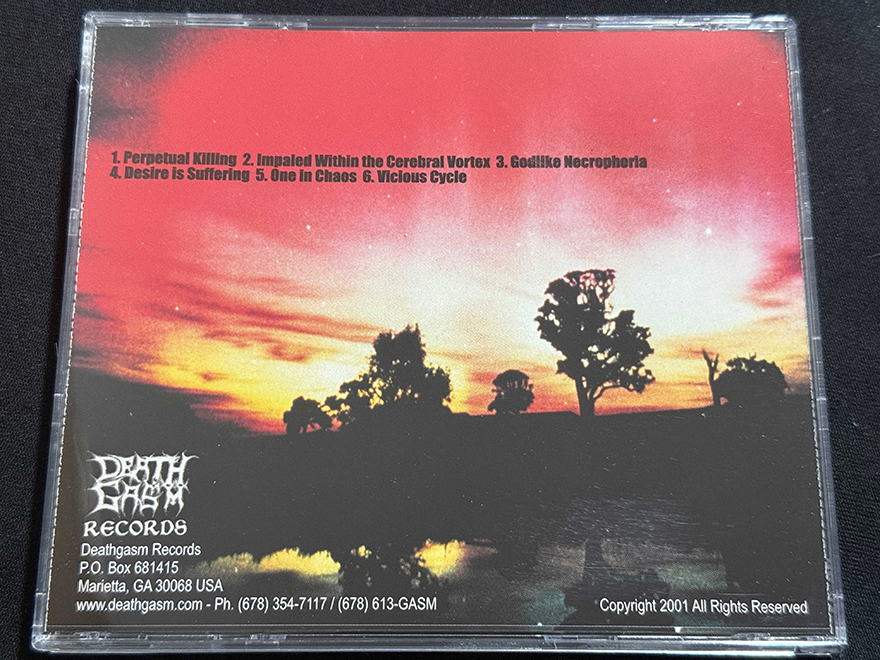 1. Perpetual Killing 2. Impaled Within the Cerebral Vortex 3. Godlike Necrophoria
4. Desire is Suffering 5. One in Chaos 6. Vicious Cycle
DEATH
GASM
RECORDS
Deathgasm Records
P.O. Box 681415
Marietta, GA 30068 USA
www.deathgasm.com - Ph. (678) 354-7117 / (678) 613-GASM
Copyright 2001 All Rights Reserved